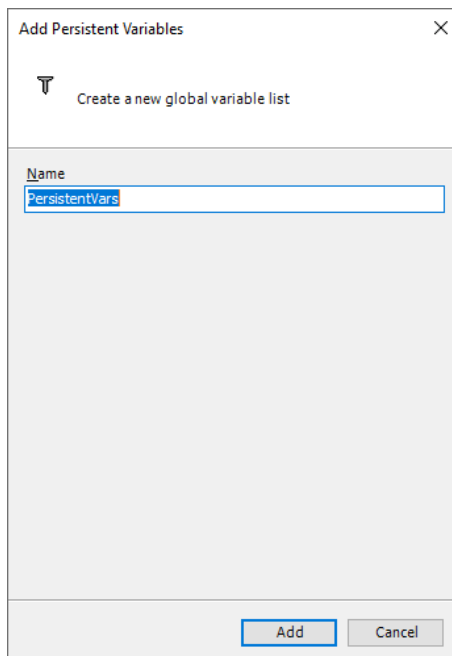 Add Persistent Variables
Create a new global variable list
Name
PersistentVars
Add Cancel